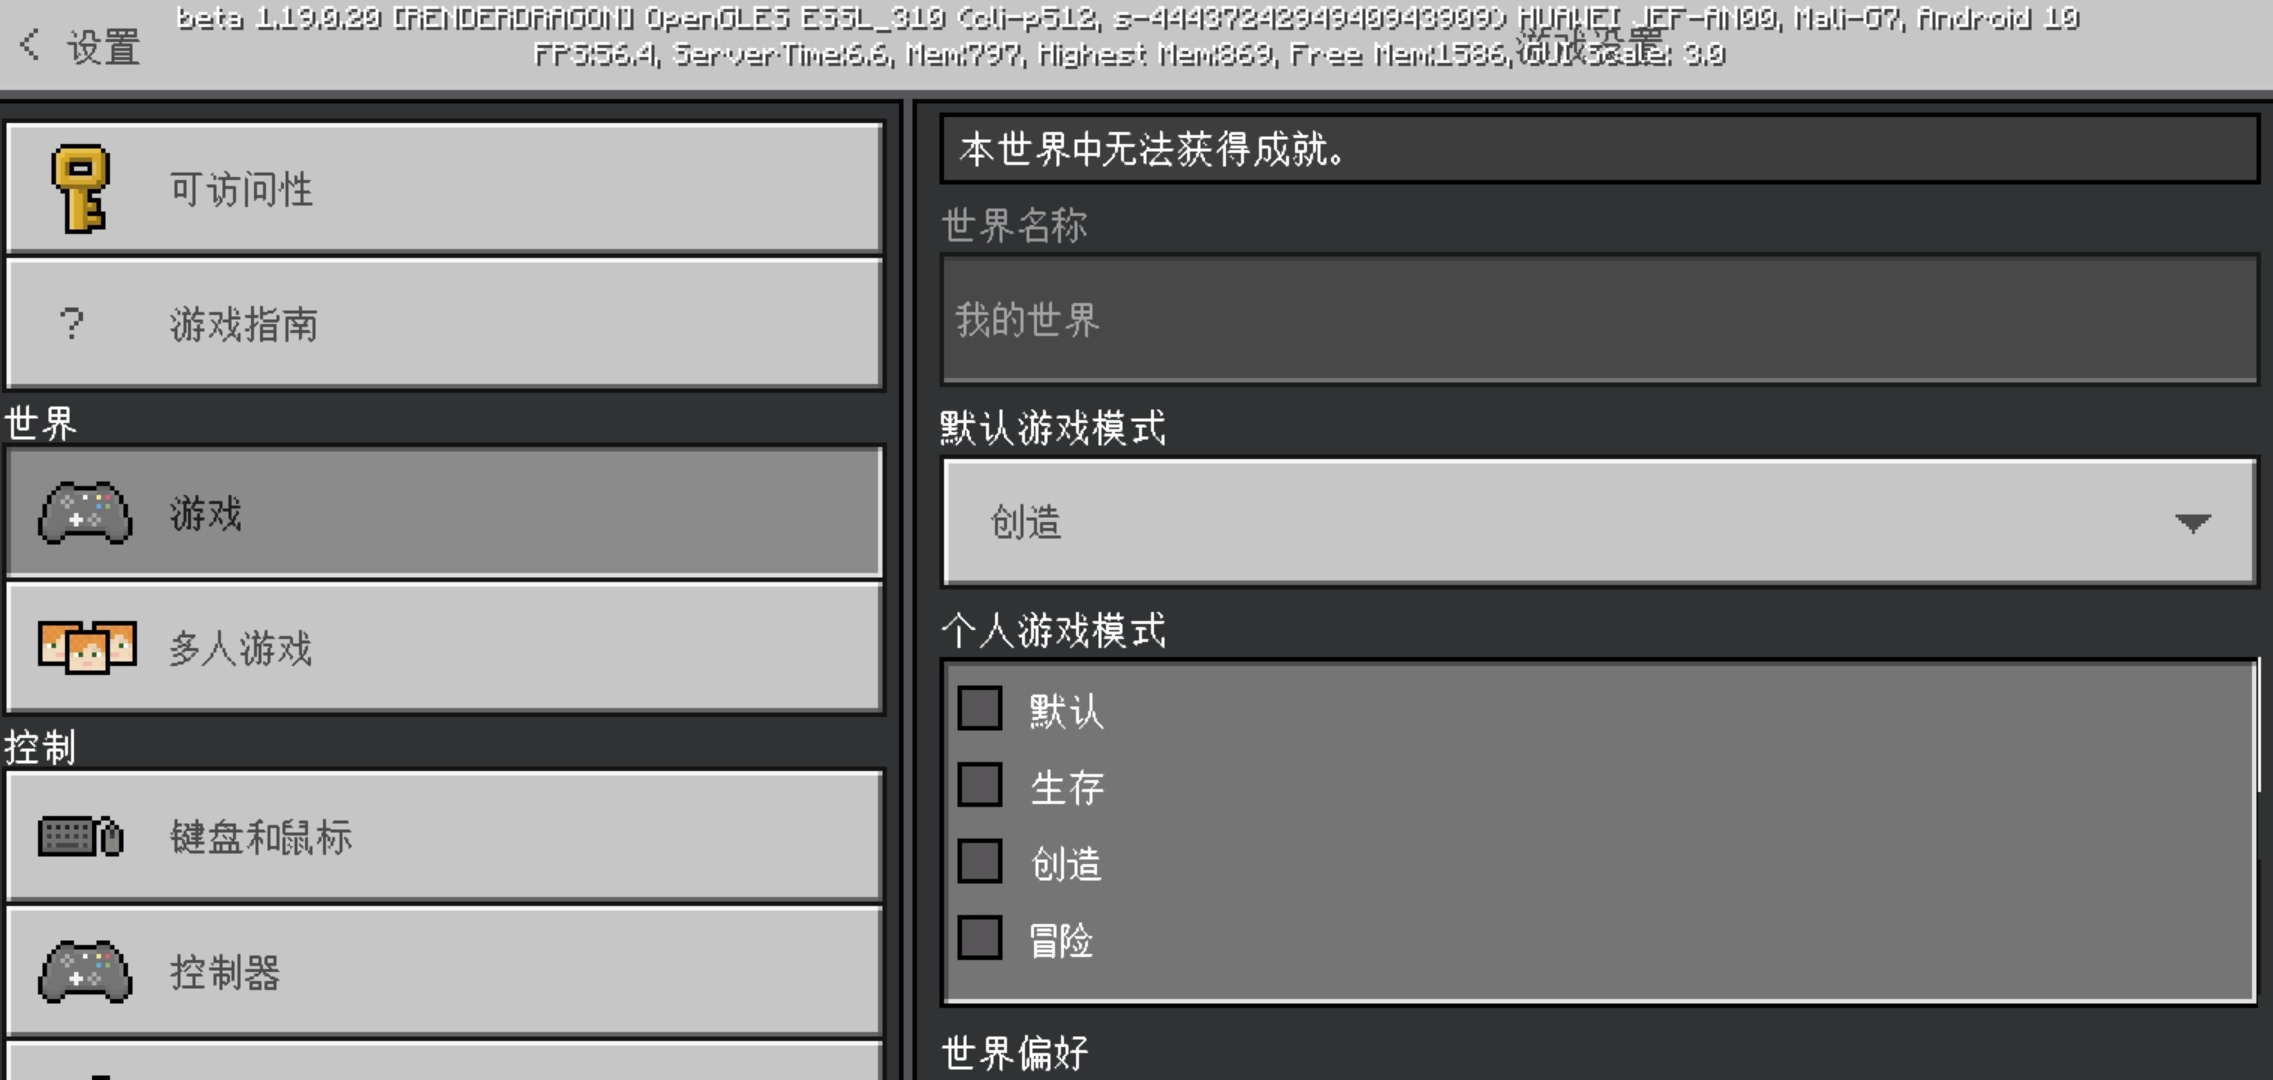 beta 1.19.0.20 [RENDERDRAGON] OpenGLES ESSL_310 (cli-p512, s-4443724294940943909) HUAWEI JEF-AN00, Mali-G7, Android 10
FPS:56.4, ServerTime:6.6, Mem:797, Highest Mem:869, Free Mem:1586, GUI Scale: 3.0
设置
游戏设置
可访问性
游戏指南
世界
游戏
多人游戏
控制
键盘和鼠标
控制器
本世界中无法获得成就。
世界名称
我的世界
默认游戏模式
创造
个人游戏模式
默认
生存
创造
冒险
世界偏好